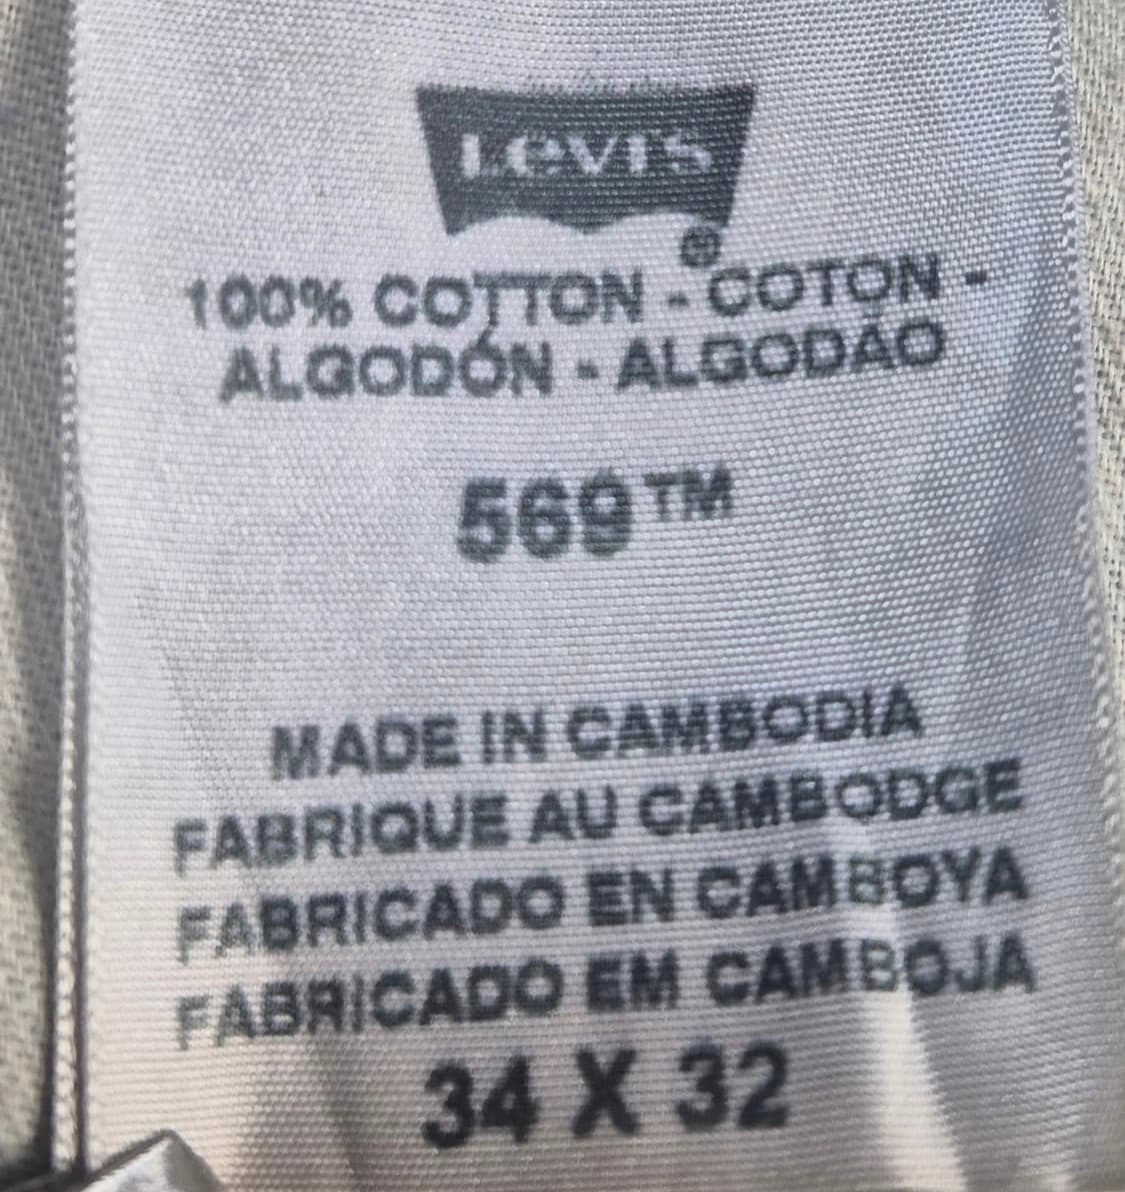 Levi's
®
100% COTTON - COTON -
ALGODÓN - ALGODÃO
569™
MADE IN CAMBODIA
FABRIQUE AU CAMBODGE
FABRICADO EN CAMBOYA
FABRICADO EM CAMBOJA
34 X 32